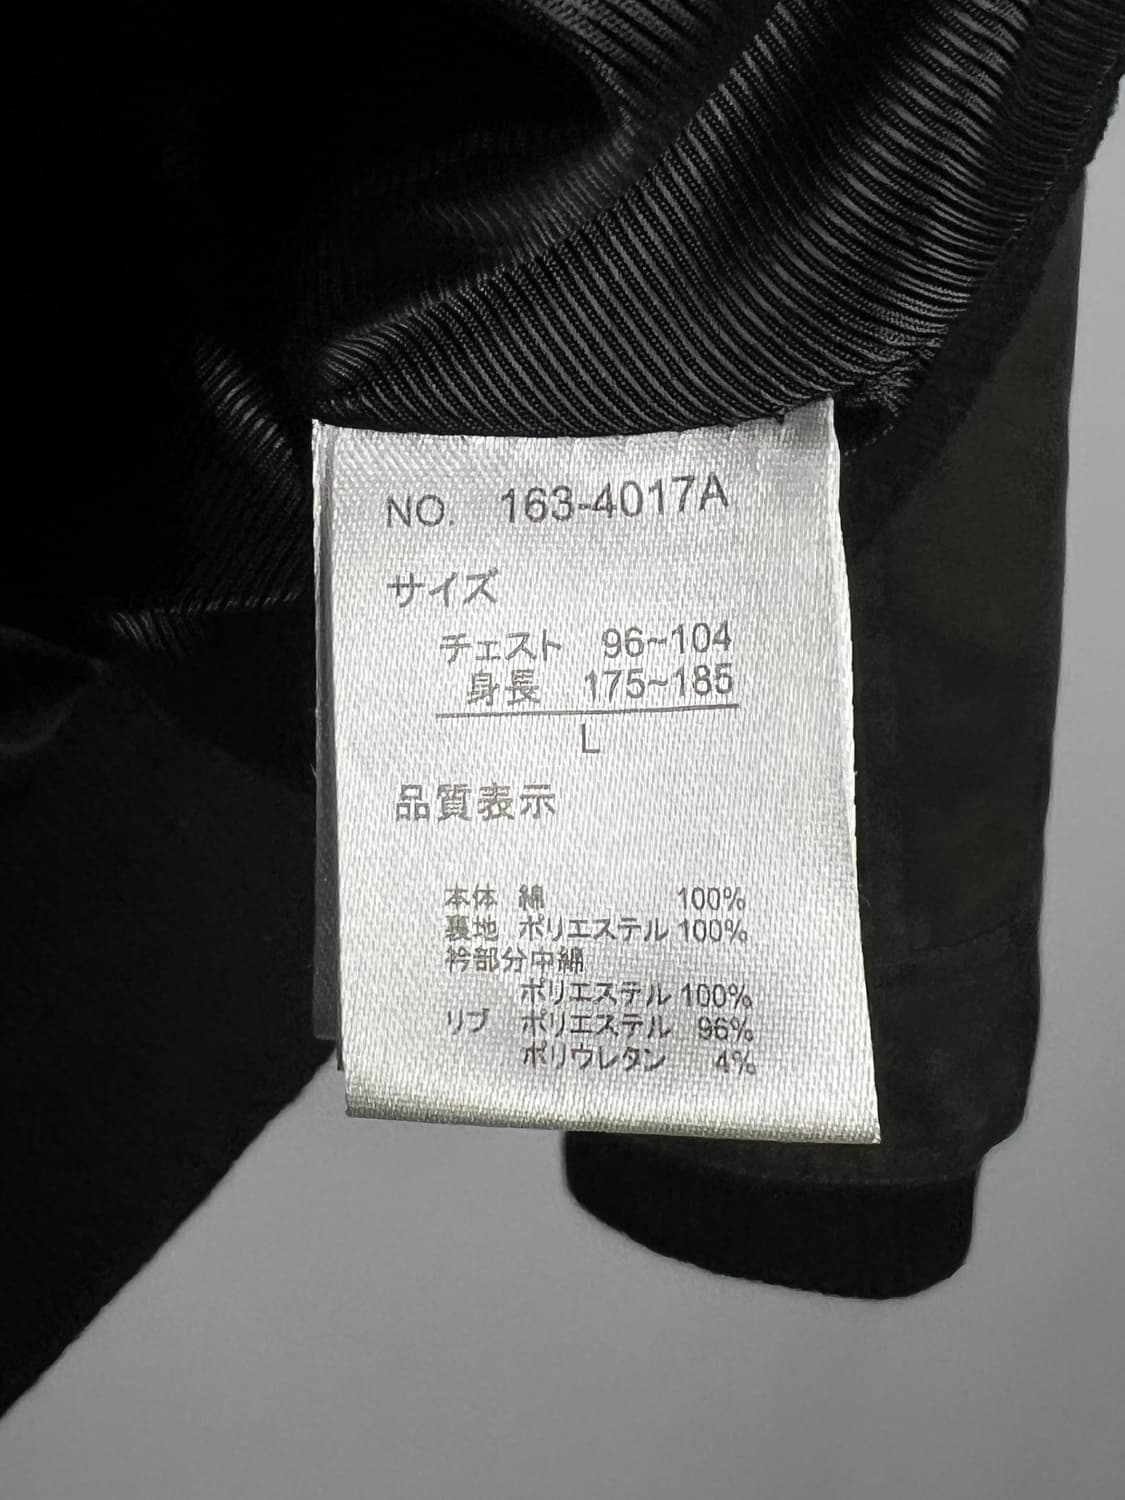 NO. 163-4017A
サイズ
チェスト 96~104
身長 175~185
L
品質表示
本体 綿 100%
裏地 ポリエステル 100%
衿部分中綿
ポリエステル 100%
リブ ポリエステル 96%
ポリウレタン 4%